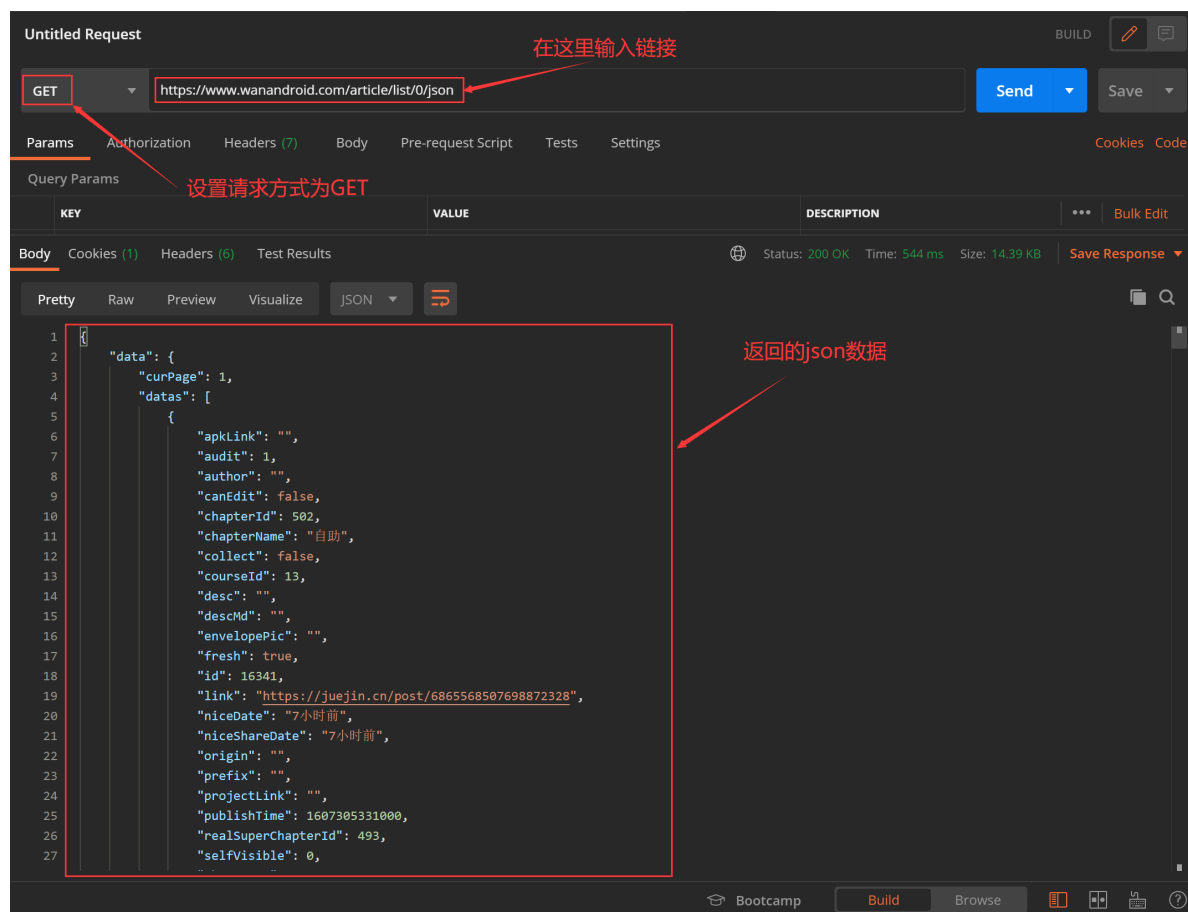 Untitled Request
BUILD
在这里输入链接
GET
https://www.wanandroid.com/article/list/0/json
Send
Save
Params Authorization Headers (7) Body Pre-request Script Tests Settings Cookies Code
Query Params
设置请求方式为GET
KEY VALUE DESCRIPTION ••• Bulk Edit
Body Cookies (1) Headers (6) Test Results Status: 200 OK Time: 544 ms Size: 14.39 KB Save Response
Pretty Raw Preview Visualize JSON
返回的json数据
1 {
2 "data": {
3 "curPage": 1,
4 "datas": [
5 {
6 "apkLink": "",
7 "audit": 1,
8 "author": "",
9 "canEdit": false,
10 "chapterId": 502,
11 "chapterName": "自助",
12 "collect": false,
13 "courseId": 13,
14 "desc": "",
15 "descMd": "",
16 "envelopePic": "",
17 "fresh": true,
18 "id": 16341,
19 "link": "https://juejin.cn/post/6865568507698872328",
20 "niceDate": "7小时前",
21 "niceShareDate": "7小时前",
22 "origin": "",
23 "prefix": "",
24 "projectLink": "",
25 "publishTime": 1607305331000,
26 "realSuperChapterId": 493,
27 "selfVisible": 0,
Bootcamp Build Browse